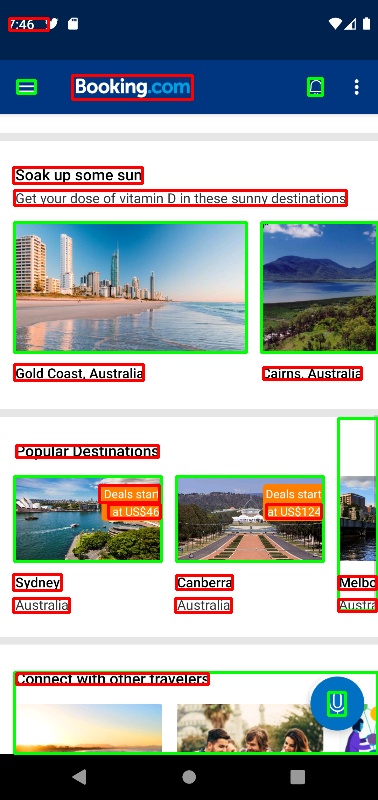 7:46
Booking.com
Soak up some sun
Get your dose of vitamin D in these sunny destinations
Gold Coast, Australia
Cairns, Australia
Popular Destinations
Deals start
at US$46
Deals start
at US$124
Sydney
Canberra
Melbo
Australia
Australia
Austra
Connect with other travelers